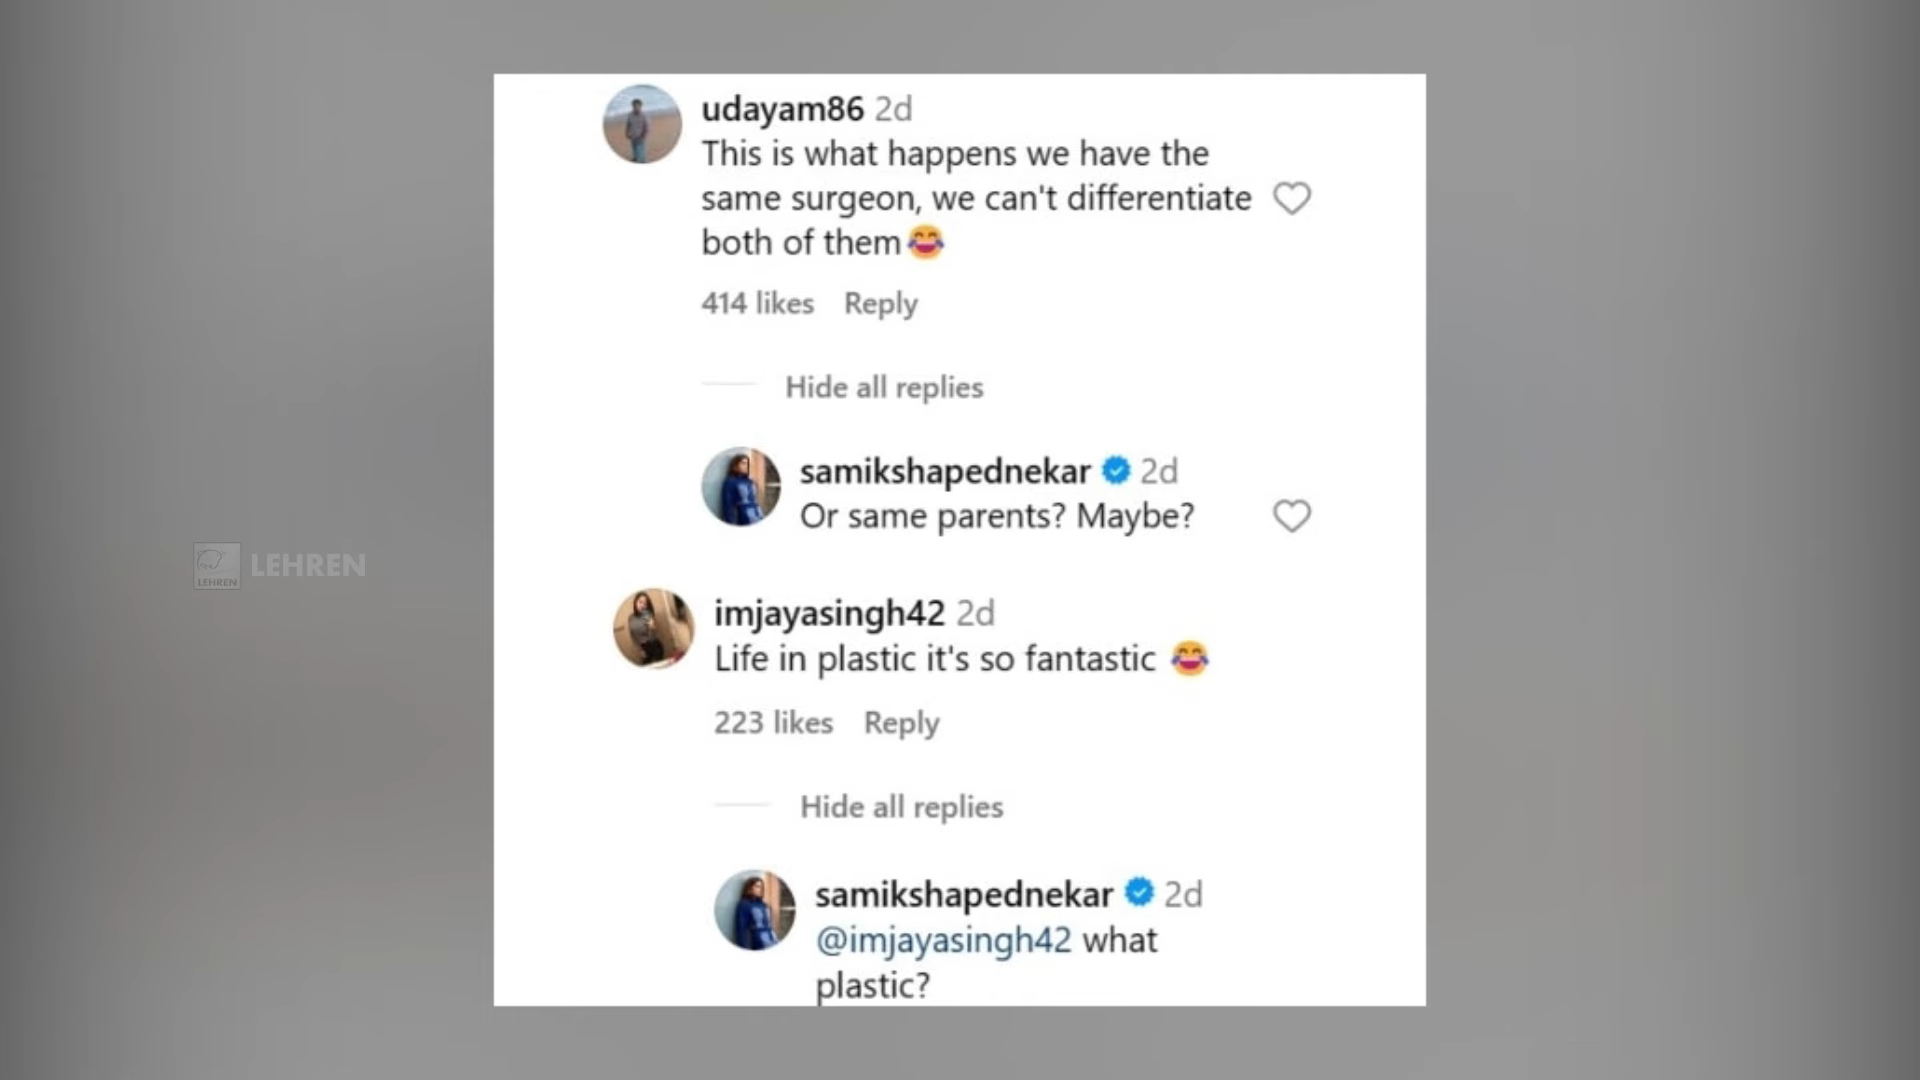 udayam86 2d
This is what happens we have the
same surgeon, we can't differentiate
both of them😂
414 likes Reply
Hide all replies
samikshapednekar 2d
Or same parents? Maybe?
LEHREN
LEHREN
imjayasingh42 2d
Life in plastic it's so fantastic 😂
223 likes Reply
Hide all replies
samikshapednekar 2d
@imjayasingh42 what
plastic?